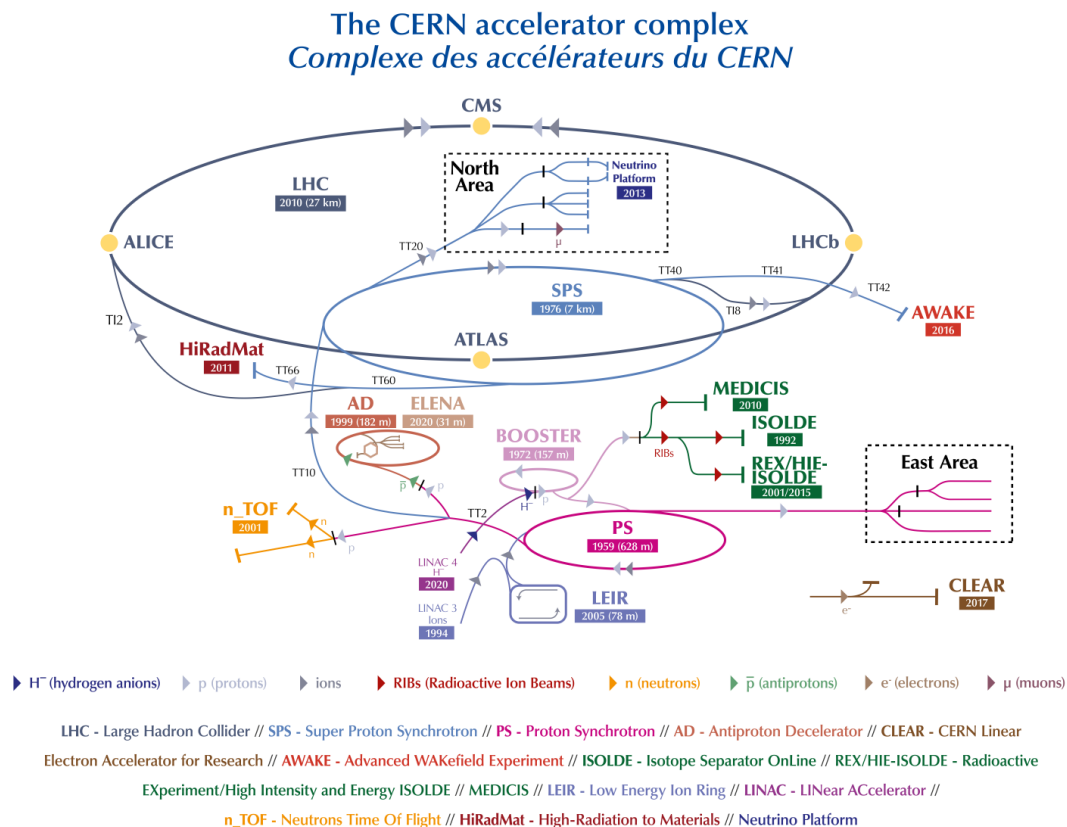 The CERN accelerator complex
Complexe des accélérateurs du CERN
CMS
North
Area
Neutrino
Platform
2013
LHC
2010 (27 km)
ALICE
TT20
μ
LHCb
TT40
TT41
SPS
1976 (7 km)
TI8
TT42
AWAKE
2016
TI2
ATLAS
HiRadMat
2011
TT66
TT60
AD
1999 (182 m)
ELENA
2020 (31 m)
MEDICIS
2010
BOOSTER
1972 (157 m)
ISOLDE
1992
RIBs
REX/HIE-
ISOLDE
2001/2015
East Area
TT10
p̅
p
H⁻
p
n_TOF
2001
n
n
p
TT2
PS
1959 (628 m)
LINAC 4
H⁻
2020
LINAC 3
Ions
1994
LEIR
2005 (78 m)
CLEAR
2017
e-
H⁻ (hydrogen anions)
p (protons)
ions
RIBs (Radioactive Ion Beams)
n (neutrons)
p̅ (antiprotons)
e- (electrons)
μ (muons)
LHC - Large Hadron Collider // SPS - Super Proton Synchrotron // PS - Proton Synchrotron // AD - Antiproton Decelerator // CLEAR - CERN Linear
Electron Accelerator for Research // AWAKE - Advanced WAKefield Experiment // ISOLDE - Isotope Separator OnLine // REX/HIE-ISOLDE - Radioactive
EXperiment/High Intensity and Energy ISOLDE // MEDICIS // LEIR - Low Energy Ion Ring // LINAC - LINear ACcelerator //
n_TOF - Neutrons Time Of Flight // HiRadMat - High-Radiation to Materials // Neutrino Platform